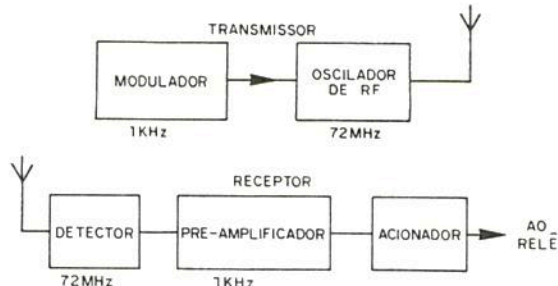 TRANSMISSOR
MODULADOR
OSCILADOR
DE RF
1KHz
72MHz
RECEPTOR
DETECTOR
PRE-AMPLIFICADOR
ACIONADOR
AO
RELÊ
72MHz
1KHz